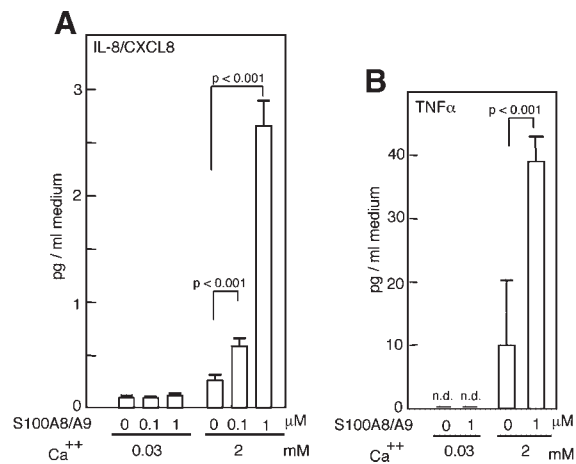 A
IL-8/CXCL8
p < 0.001
3
2
1
0
pg / ml medium
p < 0.001
S100A8/A9 0 0.1 1 0 0.1 1 μM
Ca++ 0.03 2 mM
B
TNFα
p < 0.001
40
30
20
10
0
pg / ml medium
n.d. n.d.
S100A8/A9 0 1 0 1 μM
Ca++ 0.03 2 mM